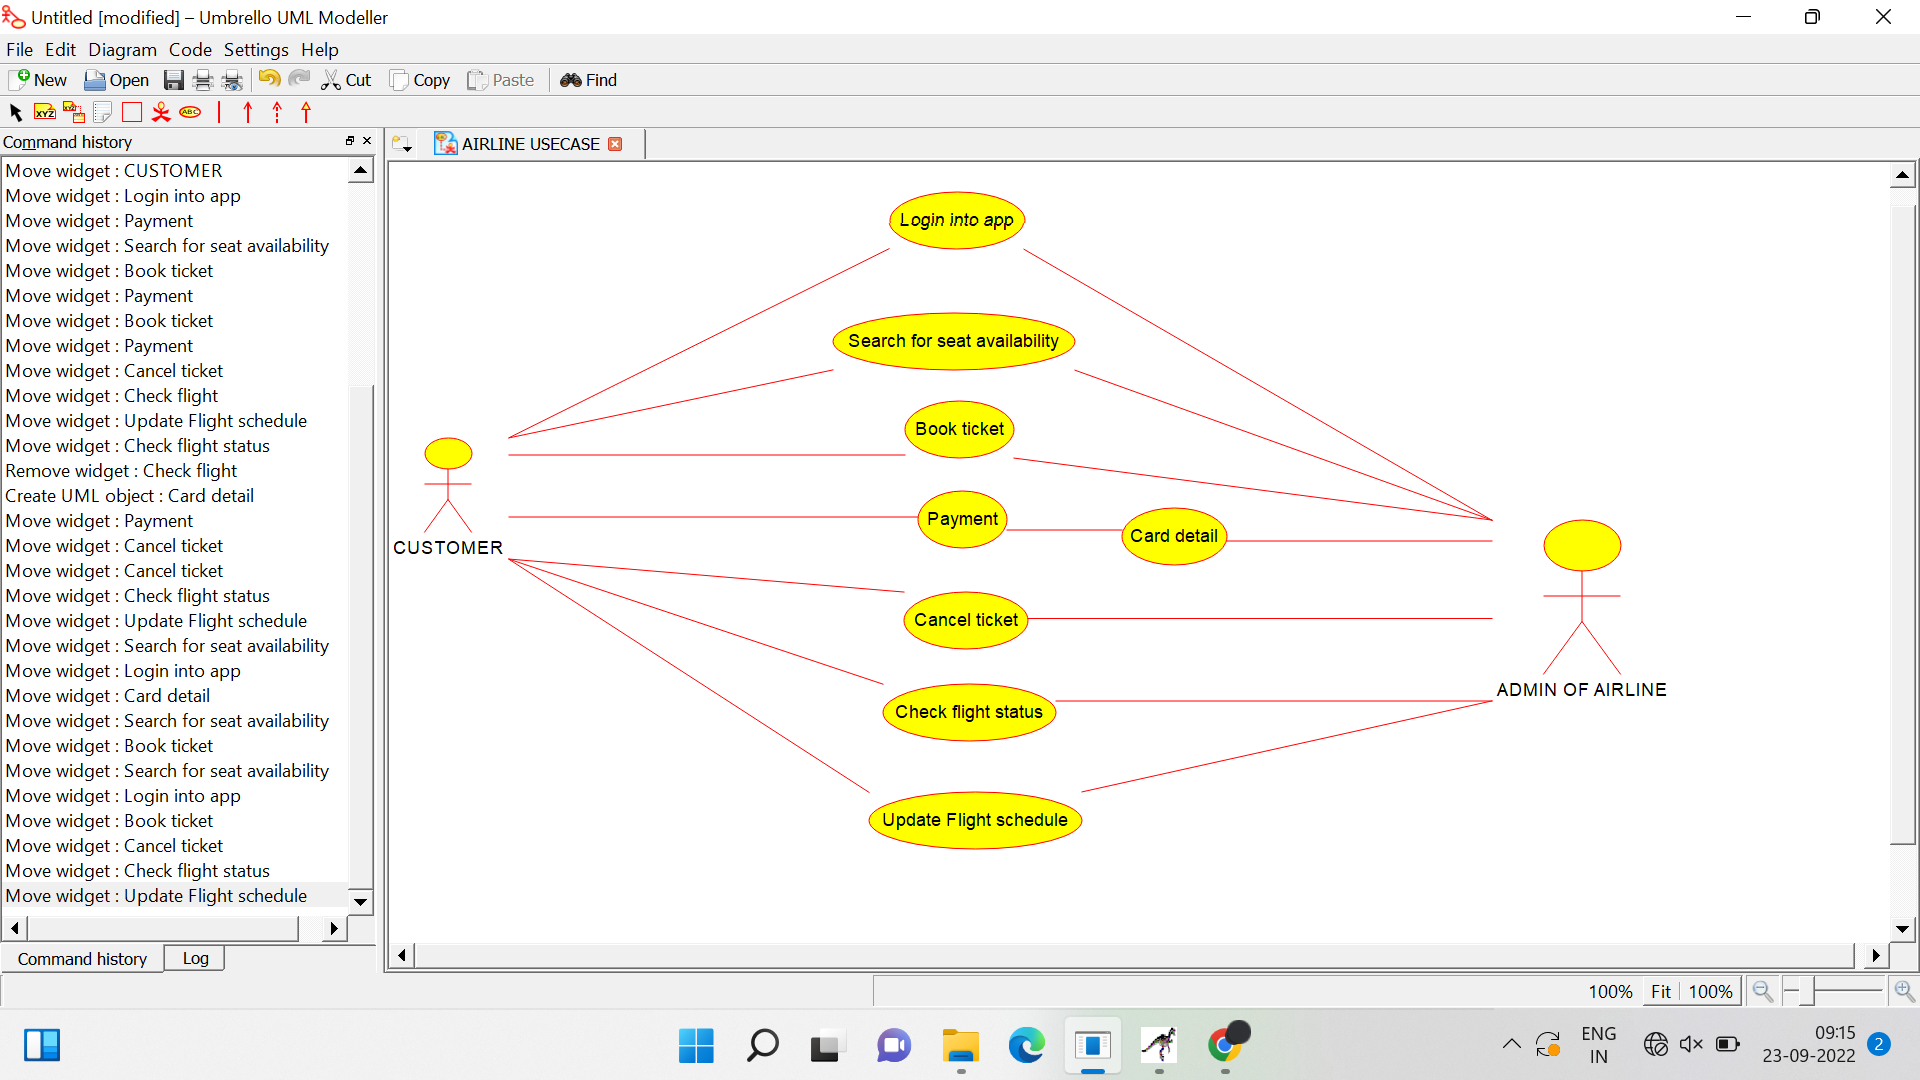 Untitled [modified] – Umbrello UML Modeller
File Edit Diagram Code Settings Help
New Open Cut Copy Paste Find
XYZ XYZ ABC
Command history
AIRLINE USECASE
Move widget : CUSTOMER
Move widget : Login into app
Move widget : Payment
Move widget : Search for seat availability
Move widget : Book ticket
Move widget : Payment
Move widget : Book ticket
Move widget : Payment
Move widget : Cancel ticket
Move widget : Check flight
Move widget : Update Flight schedule
Move widget : Check flight status
Remove widget : Check flight
Create UML object : Card detail
Move widget : Payment
Move widget : Cancel ticket
Move widget : Cancel ticket
Move widget : Check flight status
Move widget : Update Flight schedule
Move widget : Search for seat availability
Move widget : Login into app
Move widget : Card detail
Move widget : Search for seat availability
Move widget : Book ticket
Move widget : Search for seat availability
Move widget : Login into app
Move widget : Book ticket
Move widget : Cancel ticket
Move widget : Check flight status
Move widget : Update Flight schedule
Command history Log
Login into app
Search for seat availability
Book ticket
Payment
Card detail
CUSTOMER
Cancel ticket
ADMIN OF AIRLINE
Check flight status
Update Flight schedule
100% Fit 100%
ENG
IN
09:15
23-09-2022
2